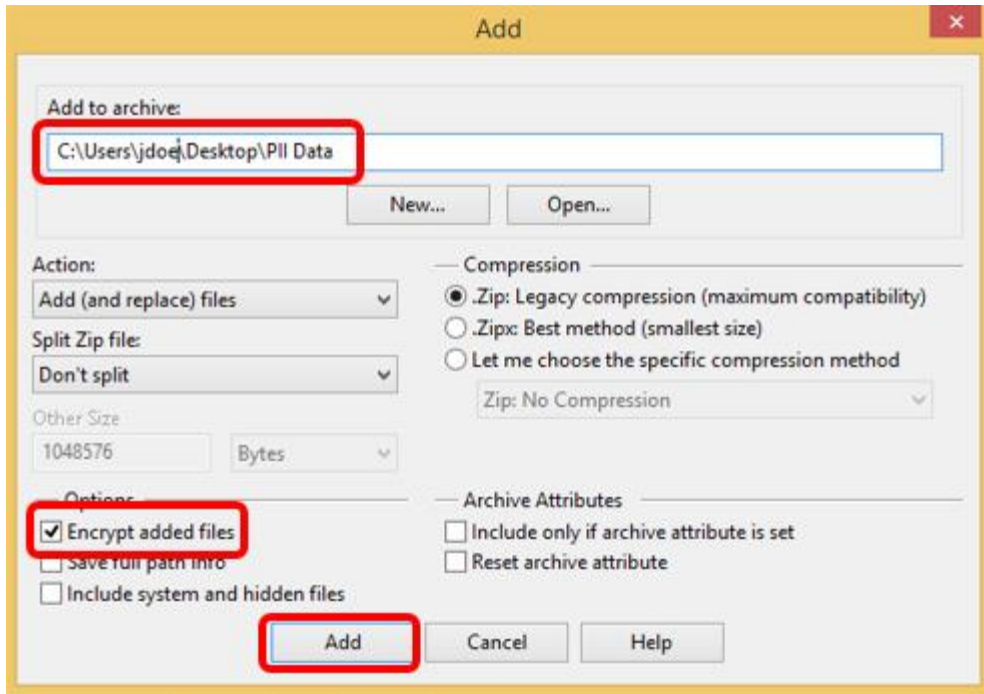 Add
Add to archive:
C:\Users\jdoe\Desktop\PII Data
New... Open...
Action:
Add (and replace) files
Split Zip file:
Don't split
Other Size
1048576 Bytes
Compression
.Zip: Legacy compression (maximum compatibility)
.Zipx: Best method (smallest size)
Let me choose the specific compression method
Zip: No Compression
Options
Encrypt added files
Save full path info
Include system and hidden files
Archive Attributes
Include only if archive attribute is set
Reset archive attribute
Add Cancel Help